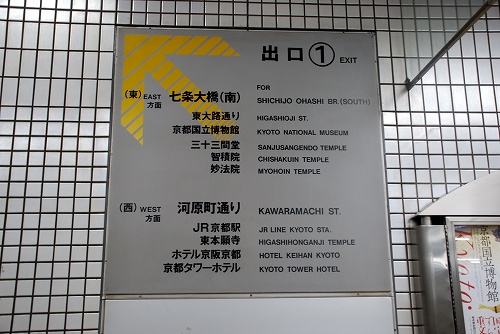 出口 ① EXIT
FOR
(東) EAST 方面 七条大橋(南) SHICHIJO OHASHI BR.(SOUTH)
東大路通り HIGASHIOJI ST.
京都国立博物館 KYOTO NATIONAL MUSEUM
三十三間堂 SANJUSANGENDO TEMPLE
智積院 CHISHAKUIN TEMPLE
妙法院 MYOHOIN TEMPLE
(西) WEST 方面 河原町通り KAWARAMACHI ST.
JR京都駅 JR LINE KYOTO STA.
東本願寺 HIGASHIHONGANJI TEMPLE
ホテル京阪京都 HOTEL KEIHAN KYOTO
京都タワーホテル KYOTO TOWER HOTEL
京都国立博物館